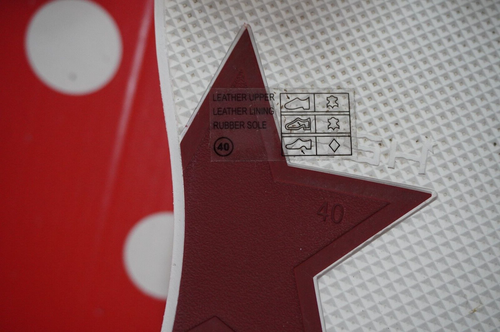 LEATHER UPPER
LEATHER LINING
RUBBER SOLE
40
40